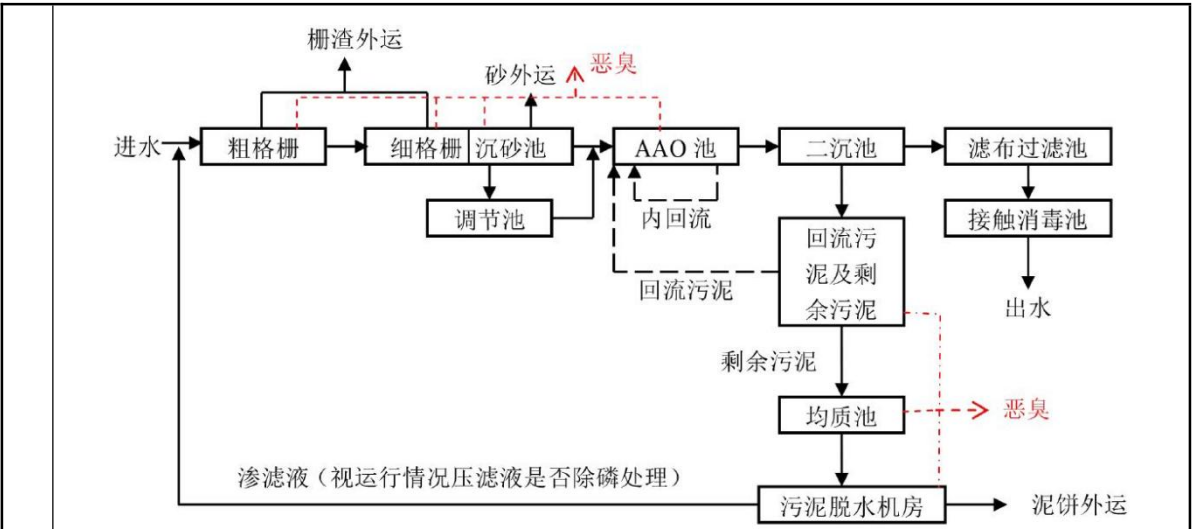 栅渣外运
砂外运
恶臭
进水
粗格栅
细格栅
沉砂池
AAO 池
二沉池
滤布过滤池
调节池
内回流
接触消毒池
回流污
泥及剩
余污泥
回流污泥
出水
剩余污泥
均质池
恶臭
渗滤液（视运行情况压滤液是否除磷处理）
污泥脱水机房
泥饼外运